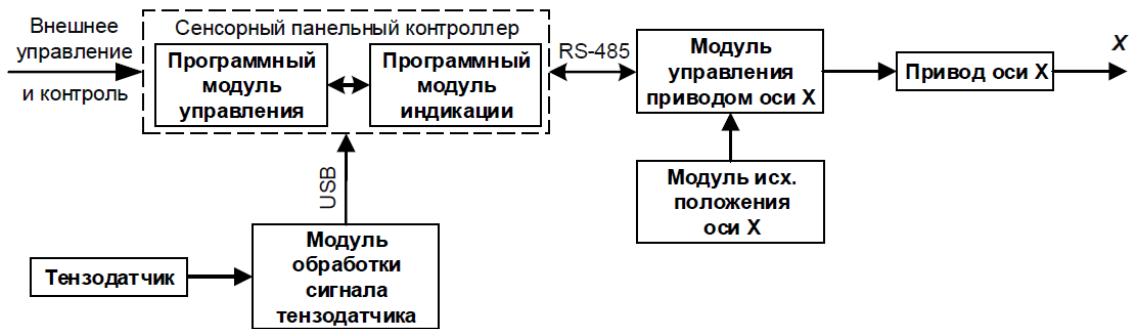 Внешнее
управление
и контроль
Сенсорный панельный контроллер
Программный
модуль
управления
Программный
модуль
индикации
RS-485
Модуль
управления
приводом оси X
Привод оси X
X
Модуль исх.
положения
оси X
USB
Тензодатчик
Модуль
обработки
сигнала
тензодатчика